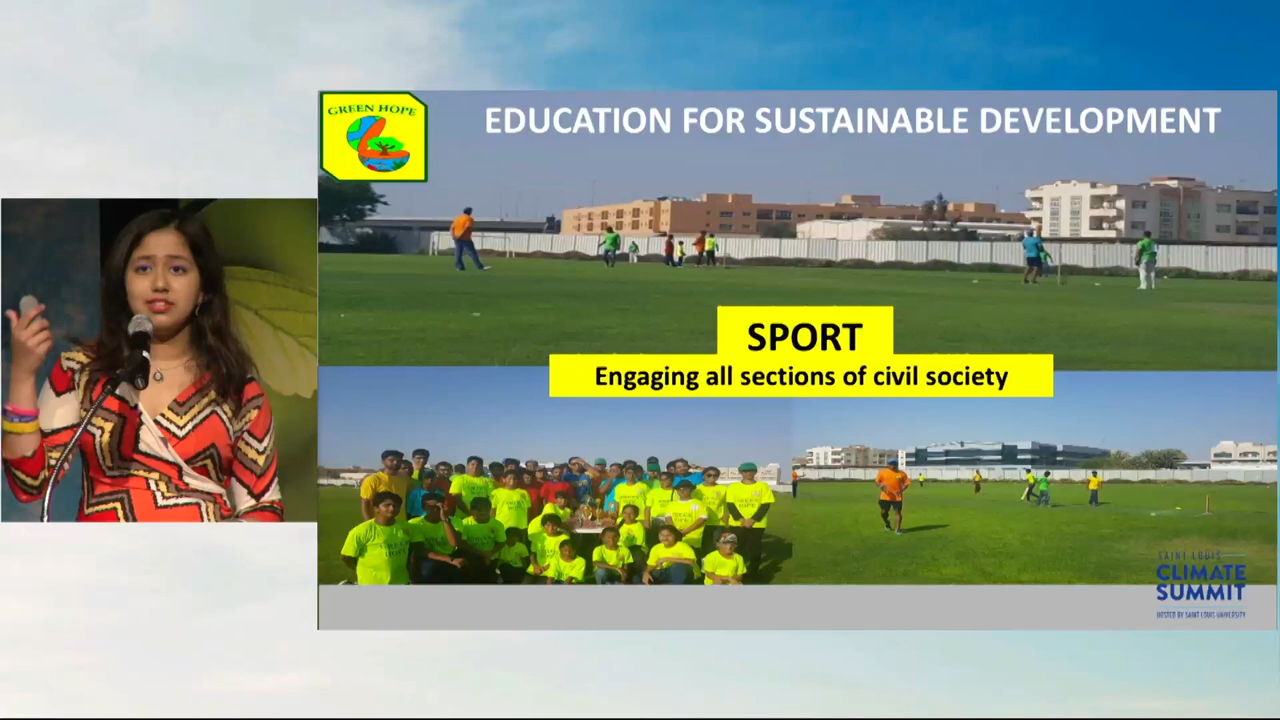 GREEN HOPE
EDUCATION FOR SUSTAINABLE DEVELOPMENT
SPORT
Engaging all sections of civil society
SAINT LOUIS
CLIMATE
SUMMIT
HOSTED BY SAINT LOUIS UNIVERSITY